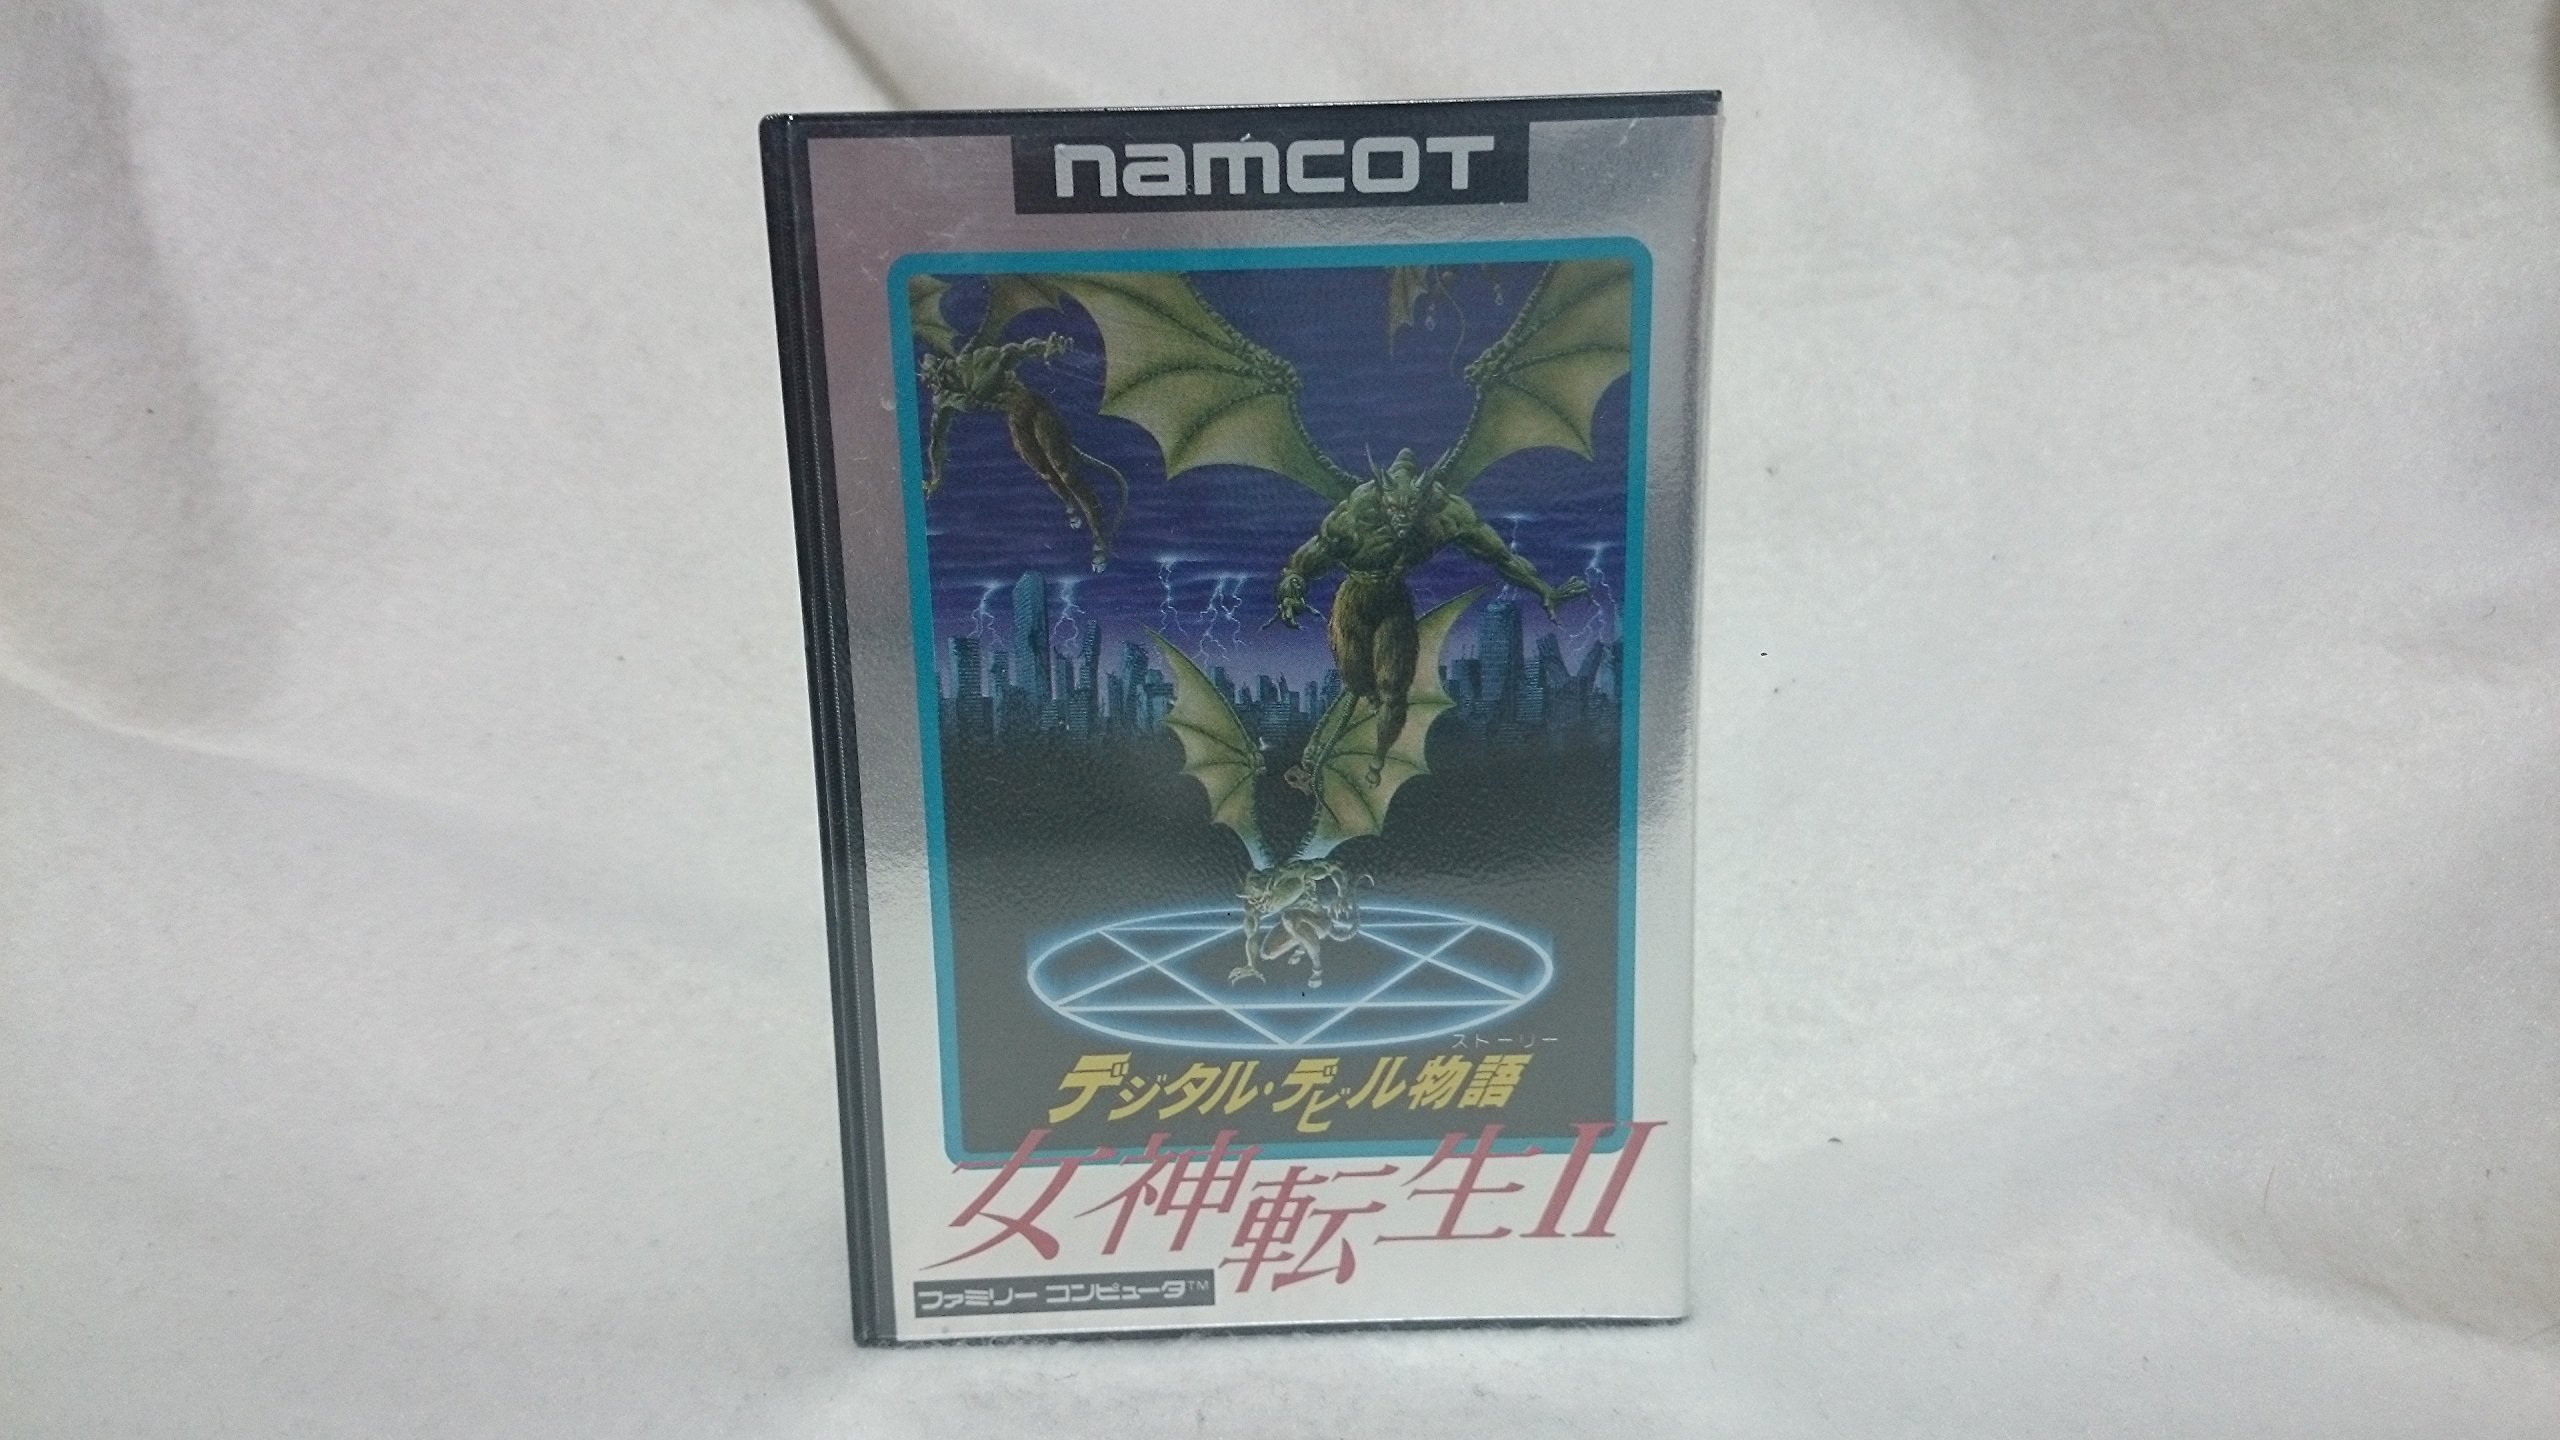 namcot
ストーリー
デジタル・デビル物語
女神転生II
ファミリー コンピュータ™